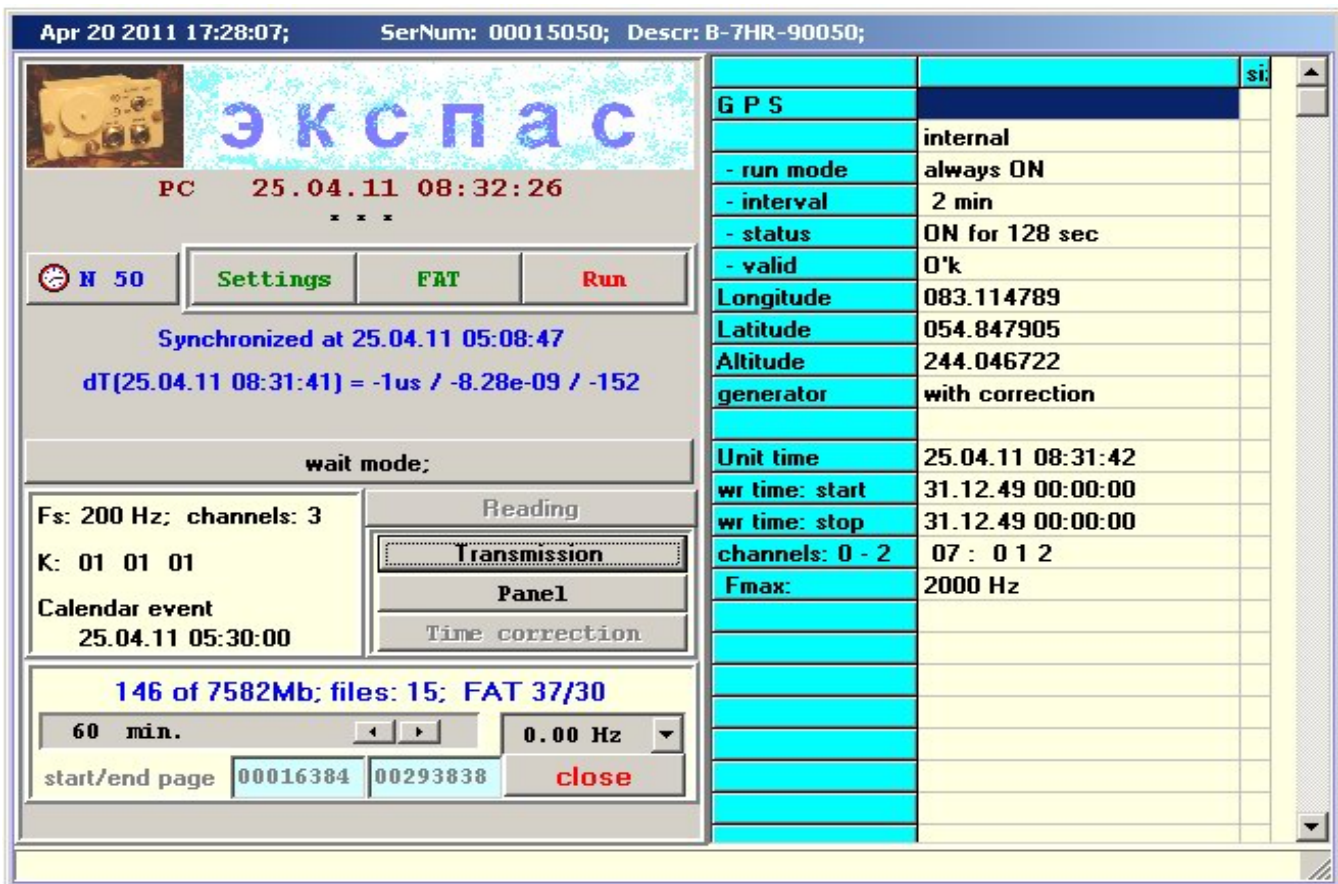 Apr 20 2011 17:28:07; SerNum: 00015050; Descr: B-7HR-90050;
экспас
PC 25.04.11 08:32:26
* * *
N 50 Settings FAT Run
Synchronized at 25.04.11 05:08:47
dT(25.04.11 08:31:41) = -1us / -8.28e-09 / -152
wait mode;
Fs: 200 Hz; channels: 3
K: 01 01 01
Calendar event
25.04.11 05:30:00
Reading
Transmission
Panel
Time correction
146 of 7582Mb; files: 15; FAT 37/30
60 min. 0.00 Hz
start/end page 00016384 00293838 close
G P S
internal
- run mode always ON
- interval 2 min
- status ON for 128 sec
- valid O'k
Longitude 083.114789
Latitude 054.847905
Altitude 244.046722
generator with correction
Unit time 25.04.11 08:31:42
wr time: start 31.12.49 00:00:00
wr time: stop 31.12.49 00:00:00
channels: 0 - 2 07 : 0 1 2
Fmax: 2000 Hz